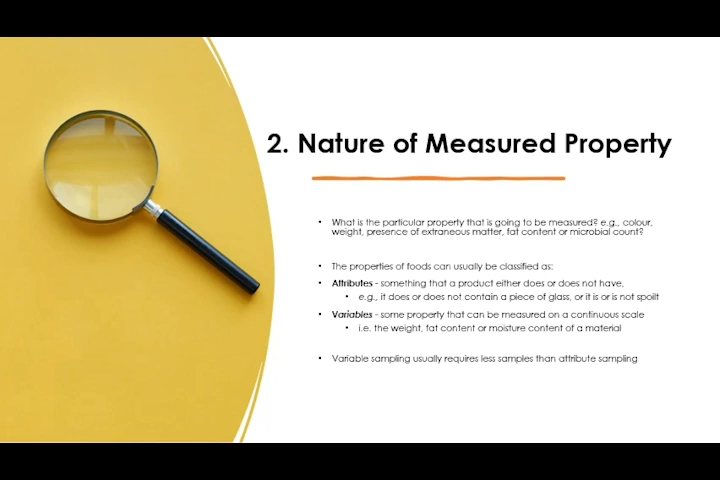 2. Nature of Measured Property
• What is the particular property that is going to be measured? e.g., colour,
weight, presence of extraneous matter, fat content or microbial count?
• The properties of foods can usually be classified as:
• Attributes - something that a product either does or does not have,
• e.g., it does or does not contain a piece of glass, or it is or is not spoilt
• Variables - some property that can be measured on a continuous scale
• i.e. the weight, fat content or moisture content of a material
• Variable sampling usually requires less samples than attribute sampling